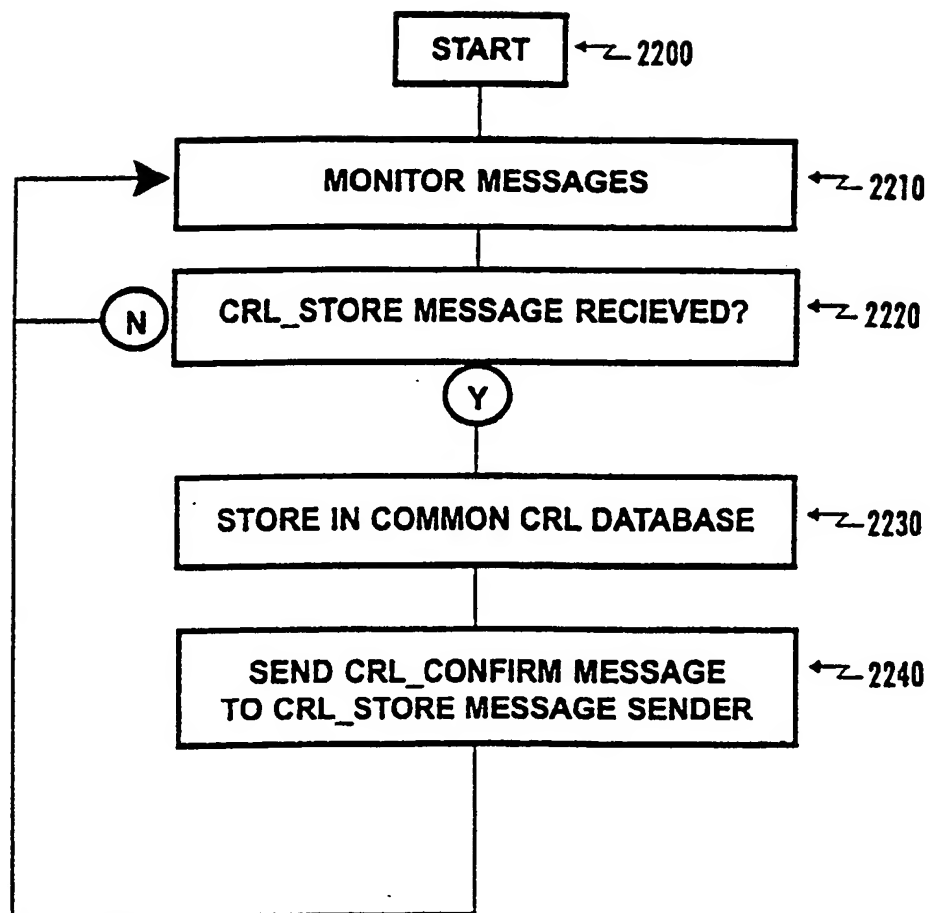 START 2200
MONITOR MESSAGES 2210
N CRL_STORE MESSAGE RECIEVED? 2220
Y
STORE IN COMMON CRL DATABASE 2230
SEND CRL_CONFIRM MESSAGE 2240
TO CRL_STORE MESSAGE SENDER